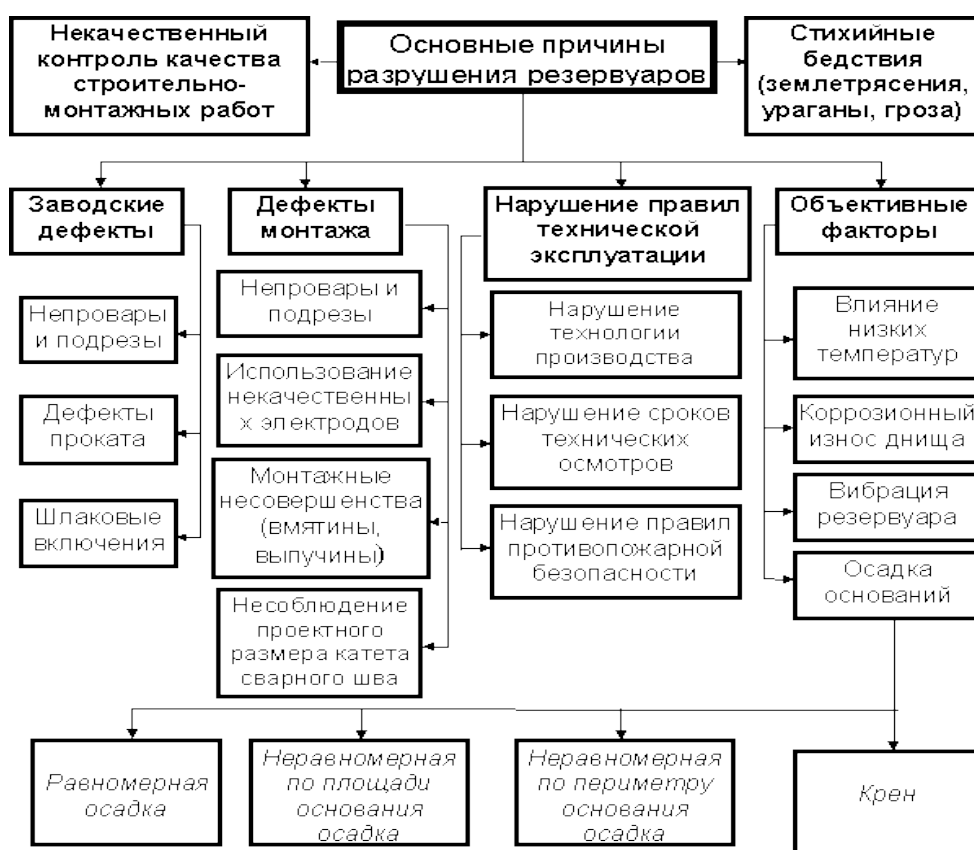 Некачественный
контроль качества
строительно-
монтажных работ
Основные причины
разрушения резервуаров
Стихийные
бедствия
(землетрясения,
ураганы, гроза)
Заводские
дефекты
Непровары
и подрезы
Дефекты
проката
Шлаковые
включения
Дефекты
монтажа
Непровары и
подрезы
Использование
некачественны
х электродов
Монтажные
несовершенства
(вмятины,
выпучины)
Несоблюдение
проектного
размера катета
сварного шва
Нарушение правил
технической
эксплуатации
Нарушение
технологии
производства
Нарушение сроков
технических
осмотров
Нарушение правил
противопожарной
безопасности
Объективные
факторы
Влияние
низких
температур
Коррозионный
износ днища
Вибрация
резервуара
Осадка
оснований
Равномерная
осадка
Неравномерная
по площади
основания
осадка
Неравномерная
по периметру
основания
осадка
Крен